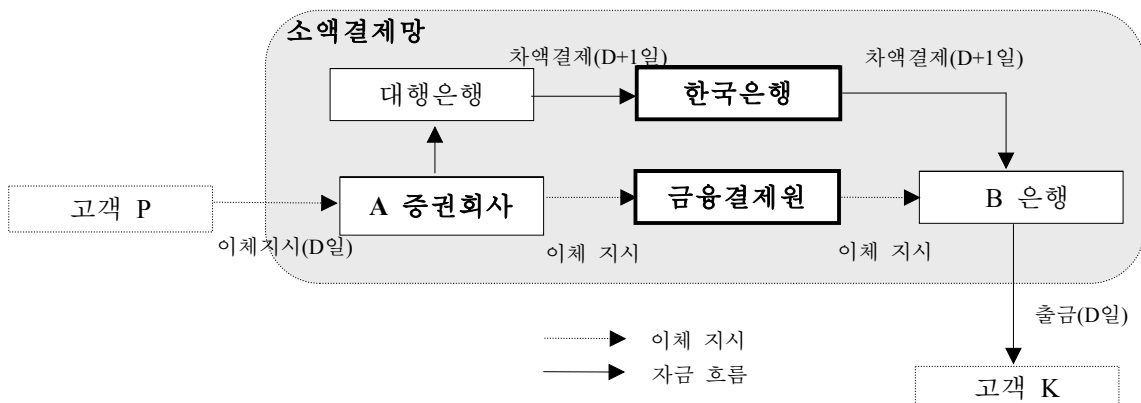 소액결제망
차액결제(D+1일)
차액결제(D+1일)
대행은행
한국은행
고객 P
A 증권회사
금융결제원
B 은행
이체지시(D일)
이체 지시
이체 지시
출금(D일)
이체 지시
자금 흐름
고객 K